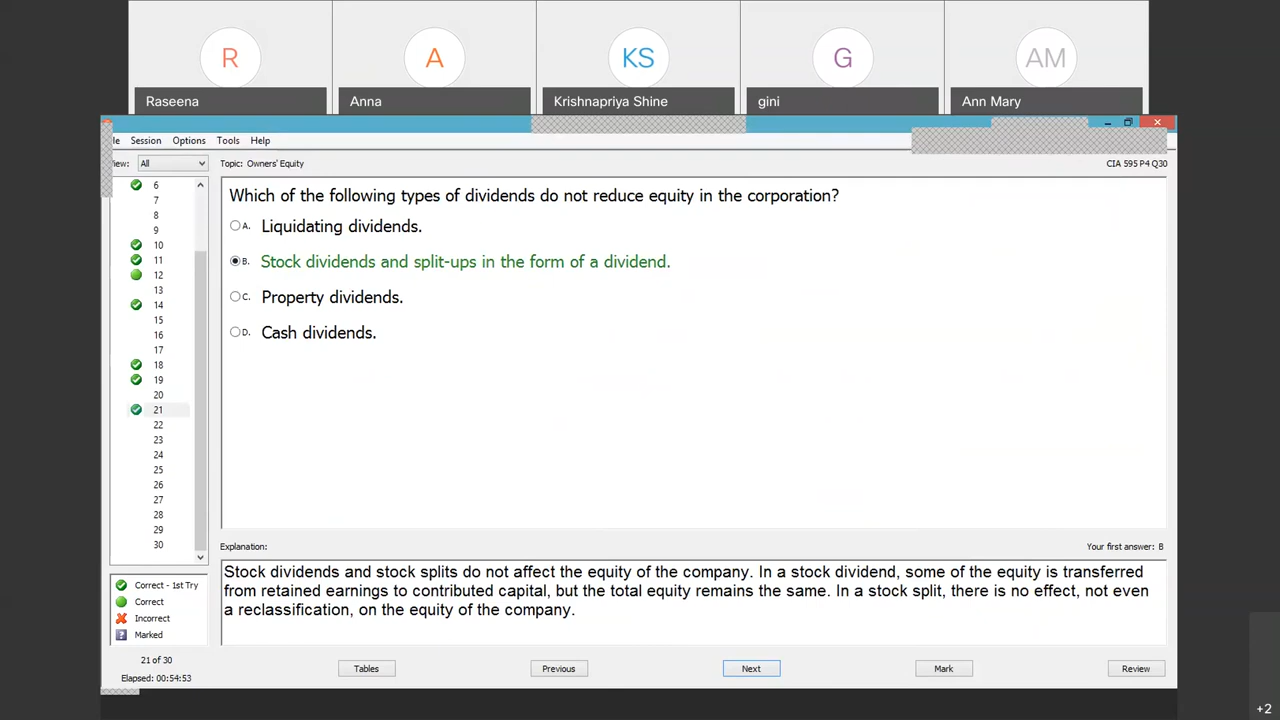 R
A
KS
G
AM
Raseena
Anna
Krishnapriya Shine
gini
Ann Mary
le Session Options Tools Help
iew: All
Topic: Owners' Equity
CIA 595 P4 Q30
6
7
8
9
10
11
12
13
14
15
16
17
18
19
20
21
22
23
24
25
26
27
28
29
30
Which of the following types of dividends do not reduce equity in the corporation?
A. Liquidating dividends.
B. Stock dividends and split-ups in the form of a dividend.
C. Property dividends.
D. Cash dividends.
Explanation:
Your first answer: B
Stock dividends and stock splits do not affect the equity of the company. In a stock dividend, some of the equity is transferred
from retained earnings to contributed capital, but the total equity remains the same. In a stock split, there is no effect, not even
a reclassification, on the equity of the company.
Correct - 1st Try
Correct
Incorrect
Marked
21 of 30
Elapsed: 00:54:53
Tables
Previous
Next
Mark
Review
+2